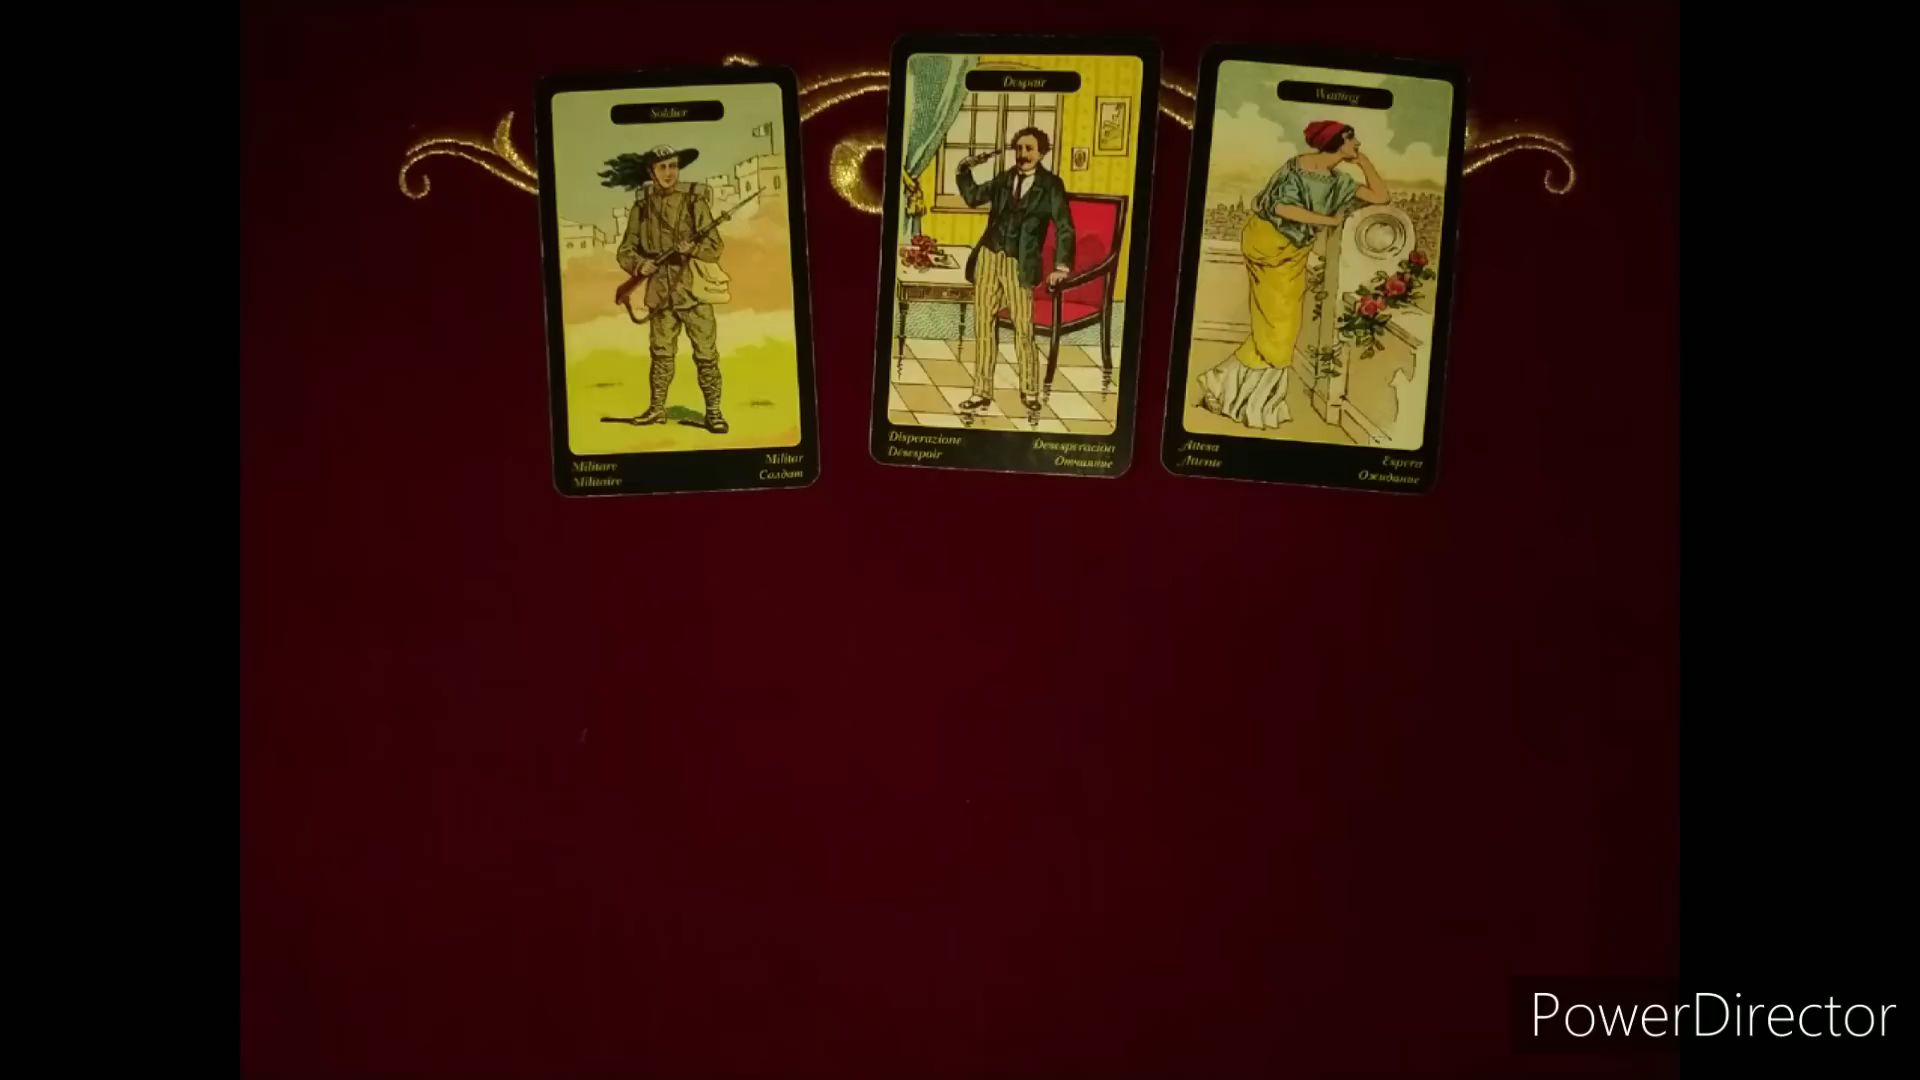 Soldier
Militare
Militaire
Militar
Солдат
Despair
Disperazione
Désespoir
Desesperación
Отчаяние
Waiting
Attesa
Attente
Espera
Ожидание
PowerDirector